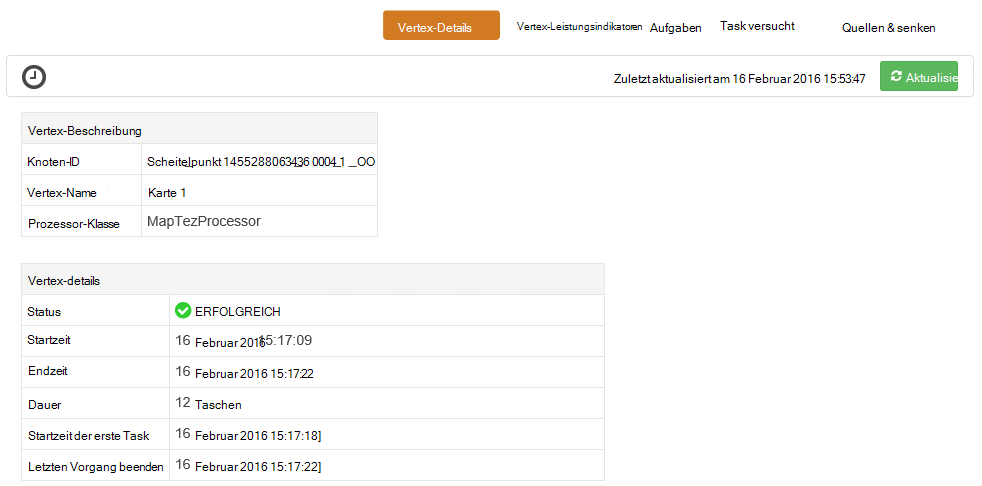 Vertex-Details Vertex-Leistungsindikatoren Aufgaben Task versucht Quellen & senken
Zuletzt aktualisiert am 16 Februar 2016 15:53:47 Aktualisie
Vertex-Beschreibung
Knoten-ID Scheitelpunkt 1455288063436 0004_1 _OO
Vertex-Name Karte 1
Prozessor-Klasse MapTezProcessor
Vertex-details
Status ERFOLGREICH
Startzeit 16 Februar 2016 15:17:09
Endzeit 16 Februar 2016 15:17:22
Dauer 12 Taschen
Startzeit der erste Task 16 Februar 2016 15:17:18]
Letzten Vorgang beenden 16 Februar 2016 15:17:22]